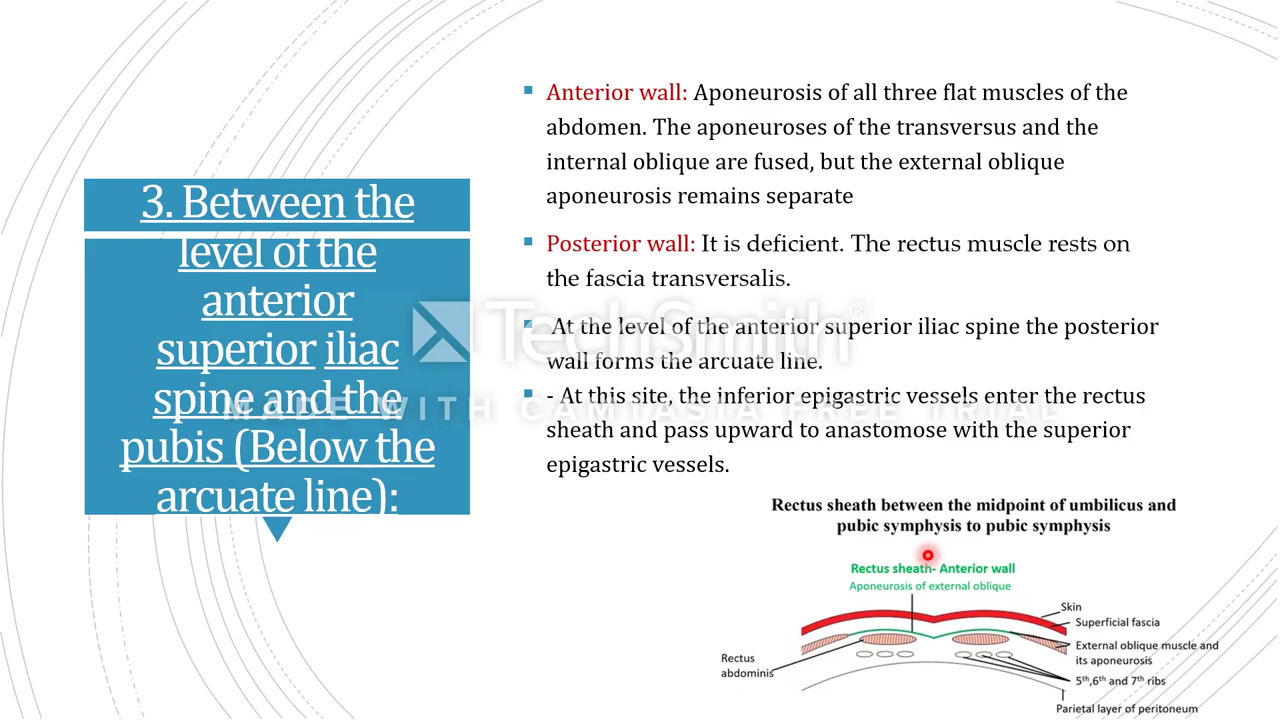 3. Between the
level of the
anterior
superior iliac
spine and the
pubis (Below the
arcuate line):
Anterior wall: Aponeurosis of all three flat muscles of the
abdomen. The aponeuroses of the transversus and the
internal oblique are fused, but the external oblique
aponeurosis remains separate
Posterior wall: It is deficient. The rectus muscle rests on
the fascia transversalis.
At the level of the anterior superior iliac spine the posterior
wall forms the arcuate line.
- At this site, the inferior epigastric vessels enter the rectus
sheath and pass upward to anastomose with the superior
epigastric vessels.
TechSmith®
MADE WITH CAMTASIA FREE TRIAL
Rectus sheath between the midpoint of umbilicus and
pubic symphysis to pubic symphysis
Rectus sheath- Anterior wall
Aponeurosis of external oblique
Skin
Superficial fascia
External oblique muscle and
its aponeurosis
Rectus
abdominis
5th,6th and 7th ribs
Parietal layer of peritoneum